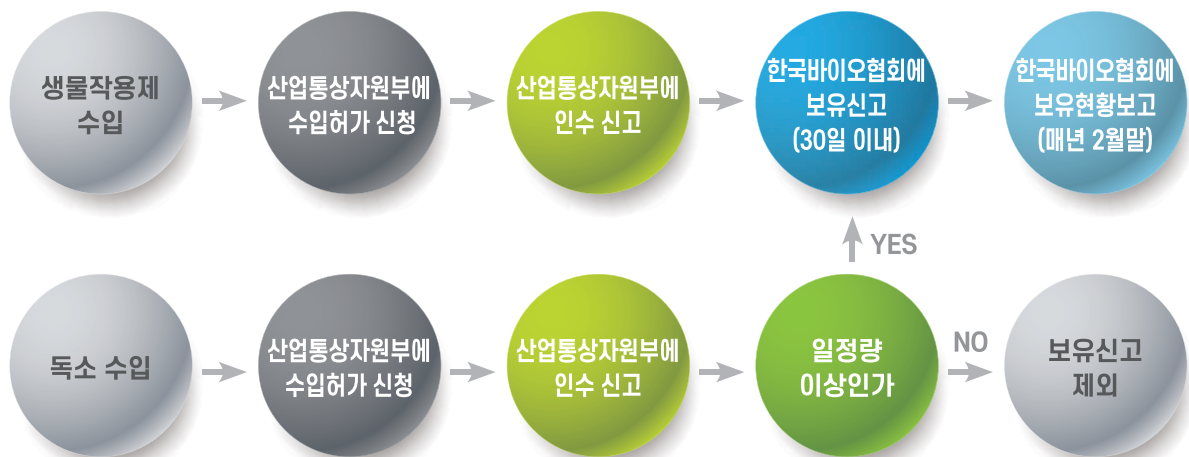 생물작용제
수입
산업통상자원부에
수입허가 신청
산업통상자원부에
인수 신고
한국바이오협회에
보유신고
(30일 이내)
한국바이오협회에
보유현황보고
(매년 2월말)
YES
독소 수입
산업통상자원부에
수입허가 신청
산업통상자원부에
인수 신고
일정량
이상인가
NO
보유신고
제외